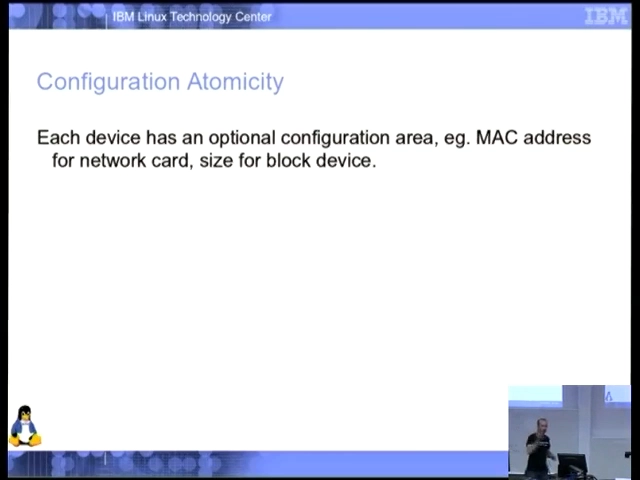 IBM Linux Technology Center
IBM
Configuration Atomicity
Each device has an optional configuration area, eg. MAC address
for network card, size for block device.